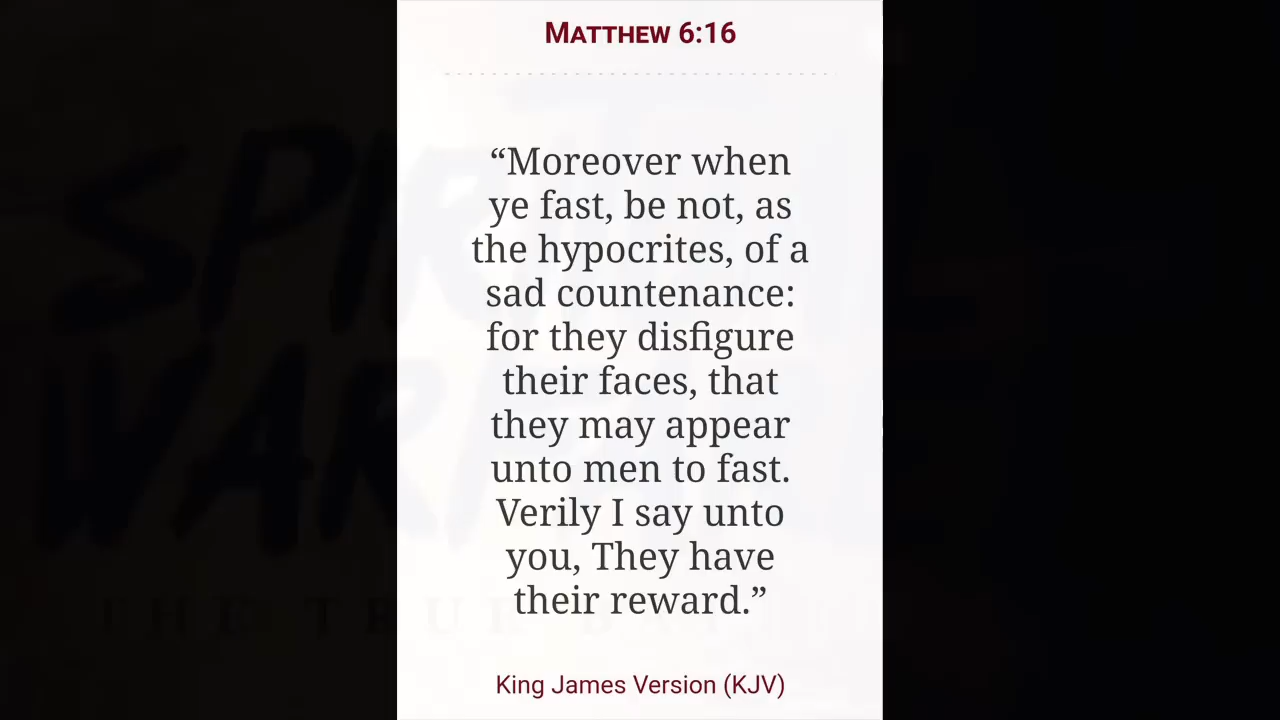 MATTHEW 6:16
“Moreover when
ye fast, be not, as
the hypocrites, of a
sad countenance:
for they disfigure
their faces, that
they may appear
unto men to fast.
Verily I say unto
you, They have
their reward.”
King James Version (KJV)